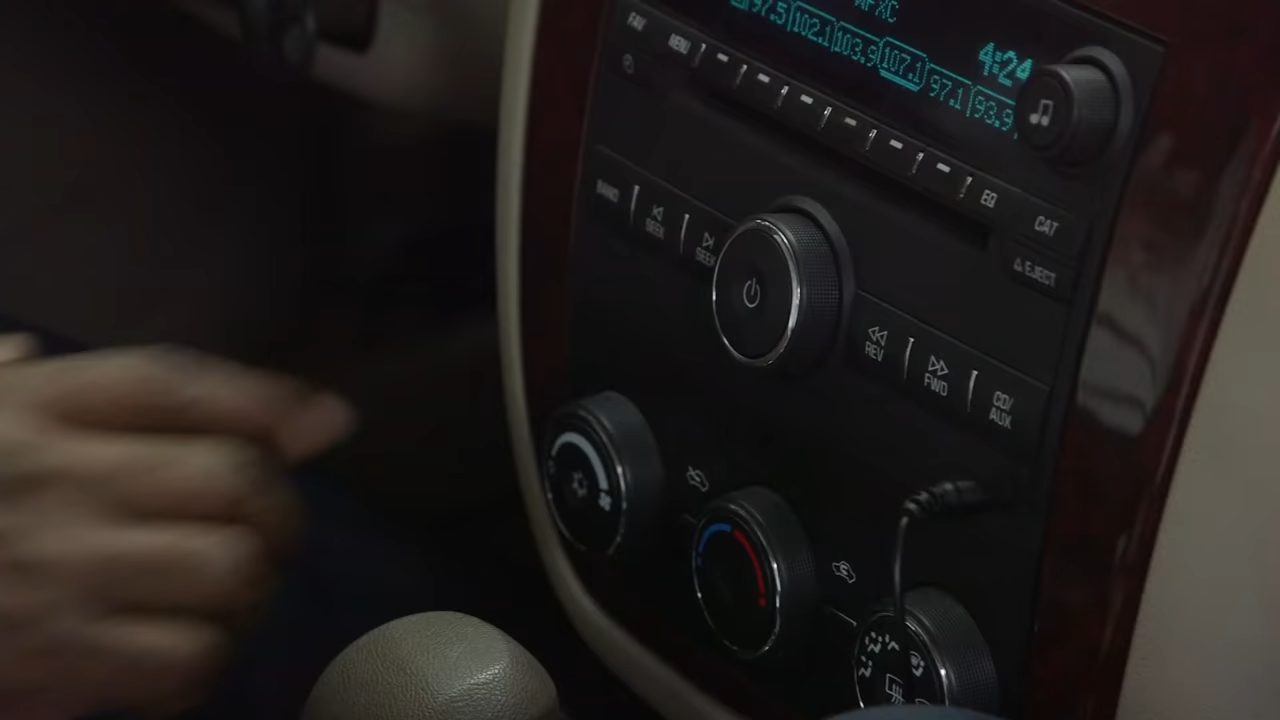 97.5 102.1 103.9 107.1 97.1 93.9
4:24
FAV MENU EQ CAT
EJECT
BAND SEEK SEEK
REV FWD CD/
AUX